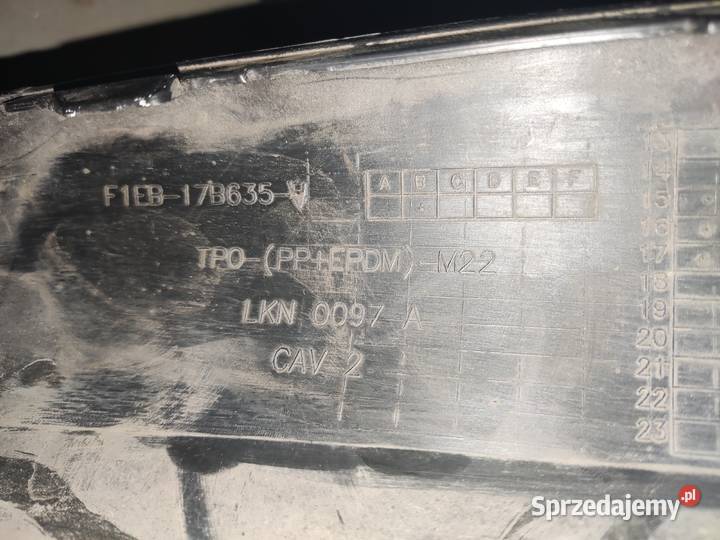 F1EB-17B635-
A B C D E F
TPO-(PP+EPDM)-M22
LKN 0097 A
CAV 2
15
16
17
18
19
20
21
22
23
Sprzedajemy.pl